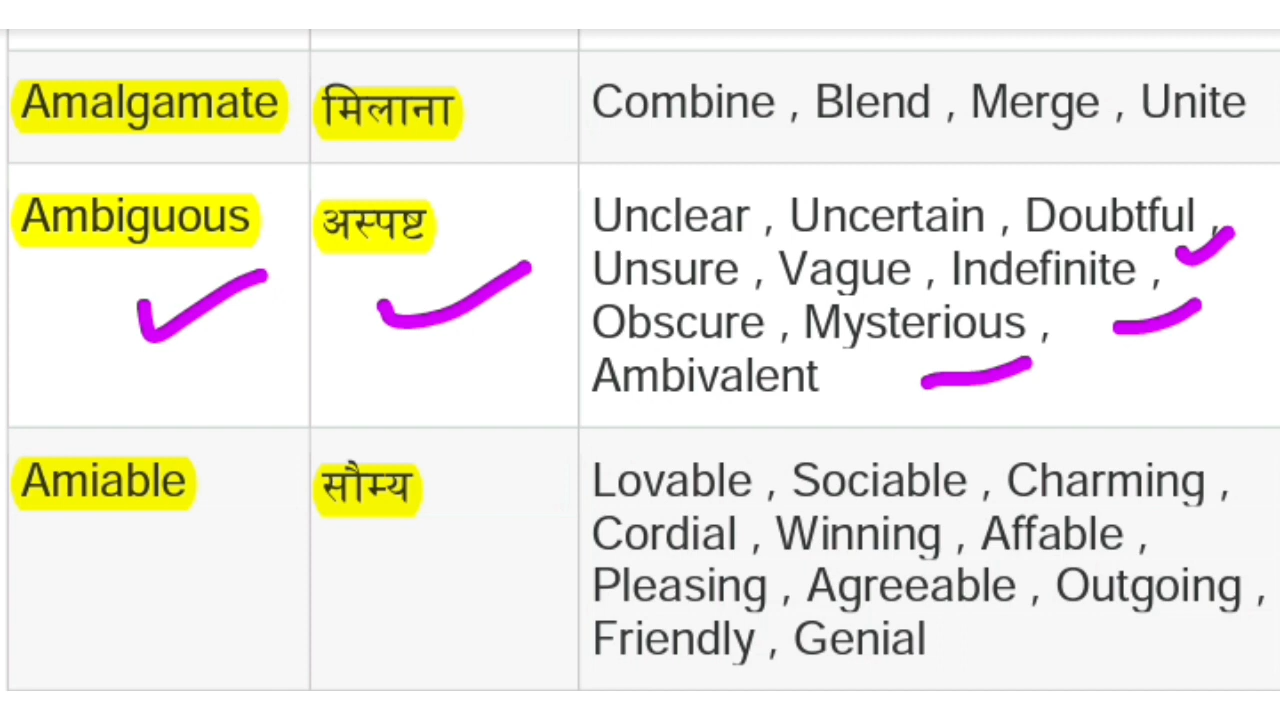 Amalgamate मिलाना Combine , Blend , Merge , Unite
Ambiguous अस्पष्ट Unclear , Uncertain , Doubtful ,
Unsure , Vague , Indefinite ,
Obscure , Mysterious ,
Ambivalent
Amiable सौम्य Lovable , Sociable , Charming ,
Cordial , Winning , Affable ,
Pleasing , Agreeable , Outgoing ,
Friendly , Genial